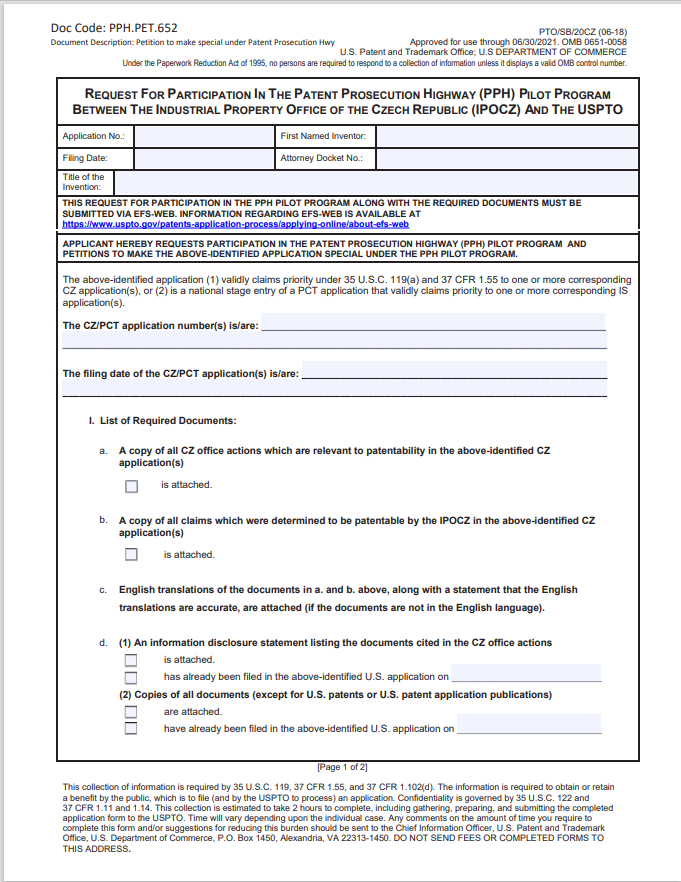 Doc Code: PPH.PET.652
Document Description: Petition to make special under Patent Prosecution Hwy
PTO/SB/20CZ (06-18)
Approved for use through 06/30/2021. OMB 0651-0058
U.S. Patent and Trademark Office; U.S DEPARTMENT OF COMMERCE
Under the Paperwork Reduction Act of 1995, no persons are required to respond to a collection of information unless it displays a valid OMB control number.
REQUEST FOR PARTICIPATION IN THE PATENT PROSECUTION HIGHWAY (PPH) PILOT PROGRAM
BETWEEN THE INDUSTRIAL PROPERTY OFFICE OF THE CZECH REPUBLIC (IPOCZ) AND THE USPTO
Application No.:
First Named Inventor:
Filing Date:
Attorney Docket No.:
Title of the
Invention:
THIS REQUEST FOR PARTICIPATION IN THE PPH PILOT PROGRAM ALONG WITH THE REQUIRED DOCUMENTS MUST BE
SUBMITTED VIA EFS-WEB. INFORMATION REGARDING EFS-WEB IS AVAILABLE AT
https://www.uspto.gov/patents-application-process/applying-online/about-efs-web
APPLICANT HEREBY REQUESTS PARTICIPATION IN THE PATENT PROSECUTION HIGHWAY (PPH) PILOT PROGRAM AND
PETITIONS TO MAKE THE ABOVE-IDENTIFIED APPLICATION SPECIAL UNDER THE PPH PILOT PROGRAM.
The above-identified application (1) validly claims priority under 35 U.S.C. 119(a) and 37 CFR 1.55 to one or more corresponding
CZ application(s), or (2) is a national stage entry of a PCT application that validly claims priority to one or more corresponding IS
application(s).
The CZ/PCT application number(s) is/are:
The filing date of the CZ/PCT application(s) is/are:
I. List of Required Documents:
a. A copy of all CZ office actions which are relevant to patentability in the above-identified CZ
application(s)
is attached.
b. A copy of all claims which were determined to be patentable by the IPOCZ in the above-identified CZ
application(s)
is attached.
c. English translations of the documents in a. and b. above, along with a statement that the English
translations are accurate, are attached (if the documents are not in the English language).
d. (1) An information disclosure statement listing the documents cited in the CZ office actions
is attached.
has already been filed in the above-identified U.S. application on
(2) Copies of all documents (except for U.S. patents or U.S. patent application publications)
are attached.
have already been filed in the above-identified U.S. application on
[Page 1 of 2]
This collection of information is required by 35 U.S.C. 119, 37 CFR 1.55, and 37 CFR 1.102(d). The information is required to obtain or retain
a benefit by the public, which is to file (and by the USPTO to process) an application. Confidentiality is governed by 35 U.S.C. 122 and
37 CFR 1.11 and 1.14. This collection is estimated to take 2 hours to complete, including gathering, preparing, and submitting the completed
application form to the USPTO. Time will vary depending upon the individual case. Any comments on the amount of time you require to
complete this form and/or suggestions for reducing this burden should be sent to the Chief Information Officer, U.S. Patent and Trademark
Office, U.S. Department of Commerce, P.O. Box 1450, Alexandria, VA 22313-1450. DO NOT SEND FEES OR COMPLETED FORMS TO
THIS ADDRESS.